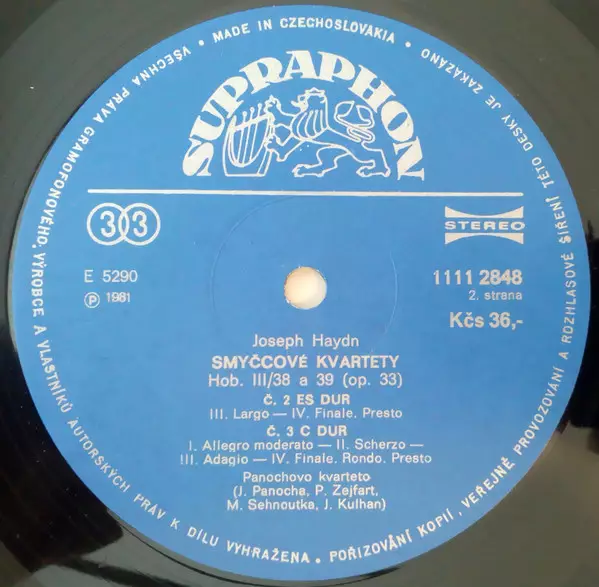 VŠECHNA PRÁVA GRAMOFONOVÉHO VÝROBCE A VLASTNÍKŮ AUTORSKÝCH PRÁV K DÍLU VYHRAŽENA. POŘIZOVÁNÍ KOPIÍ, VEŘEJNÉ PROVOZOVÁNÍ A ROZHLASOVÉ ŠÍŘENÍ TÉTO DESKY JE ZAKÁZÁNO
• MADE IN CZECHOSLOVAKIA •
SUPRAPHON
33
STEREO
E 5290
Ⓟ 1981
1111 2848
2. strana
Kčs 36,-
Joseph Haydn
SMYČCOVÉ KVARTETY
Hob. III/38 a 39 (op. 33)
Č. 2 ES DUR
III. Largo — IV. Finale. Presto
Č. 3 C DUR
I. Allegro moderato — II. Scherzo —
III. Adagio — IV. Finale. Rondo. Presto
Panochovo kvarteto
(J. Panocha, P. Zejfart,
M. Sehnoutka, J. Kulhan)